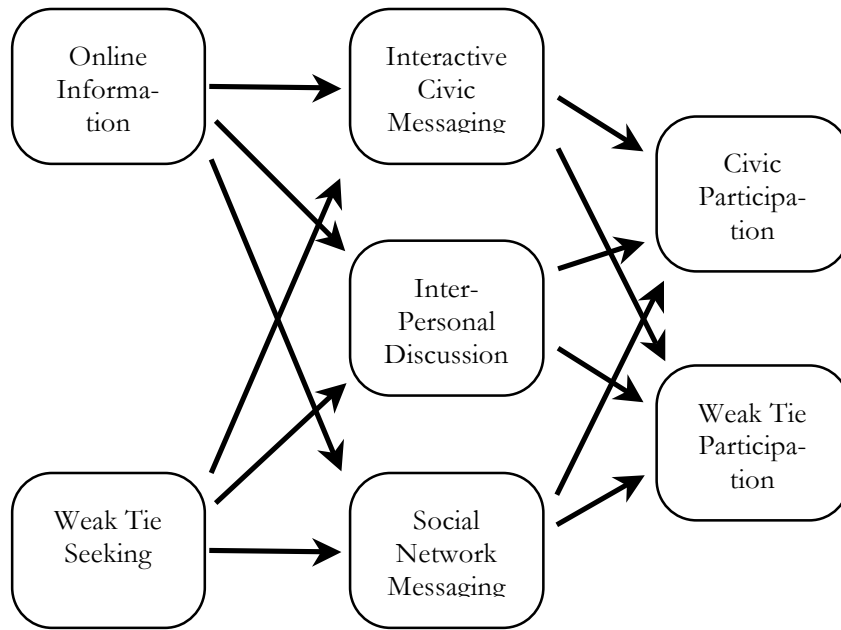 Online
Informa-
tion
Interactive
Civic
Messaging
Civic
Participa-
tion
Inter-
Personal
Discussion
Weak Tie
Participa-
tion
Weak Tie
Seeking
Social
Network
Messaging